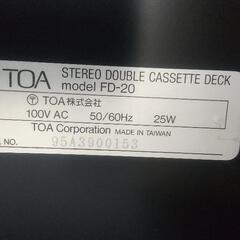 TOA STEREO DOUBLE CASSETTE DECK
model FD-20
Ⓣ TOA株式会社
100V AC 50/60Hz 25W
TOA Corporation MADE IN TAIWAN
NO. 95A3900153